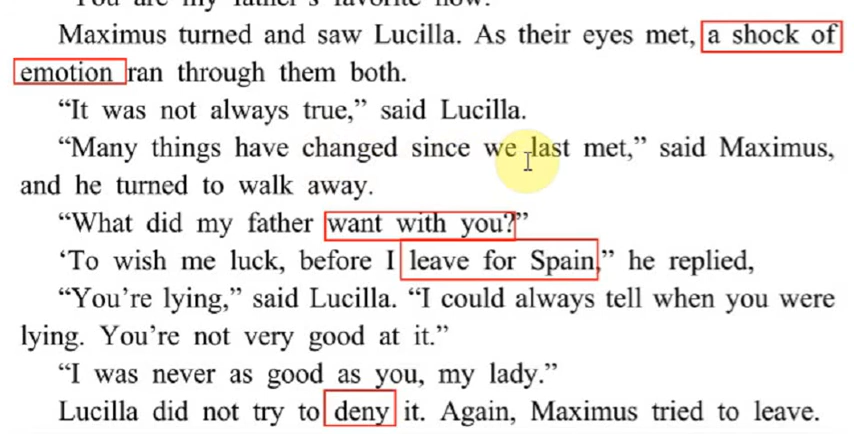 "You are my father's favorite now."
Maximus turned and saw Lucilla. As their eyes met, a shock of
emotion ran through them both.
“It was not always true,” said Lucilla.
“Many things have changed since we last met,” said Maximus,
and he turned to walk away.
“What did my father want with you?”
‘To wish me luck, before I leave for Spain,” he replied,
“You’re lying,” said Lucilla. “I could always tell when you were
lying. You’re not very good at it.”
“I was never as good as you, my lady.”
Lucilla did not try to deny it. Again, Maximus tried to leave.